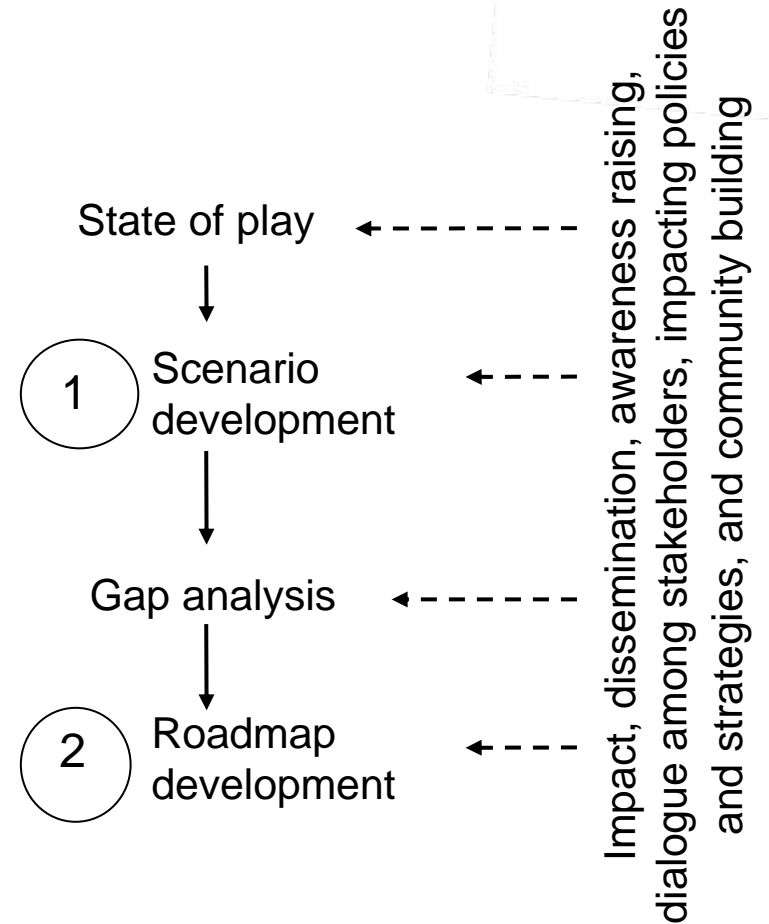 State of play
1
Scenario
development
Gap analysis
2
Roadmap
development
Impact, dissemination, awareness raising,
dialogue among stakeholders, impacting policies
and strategies, and community building